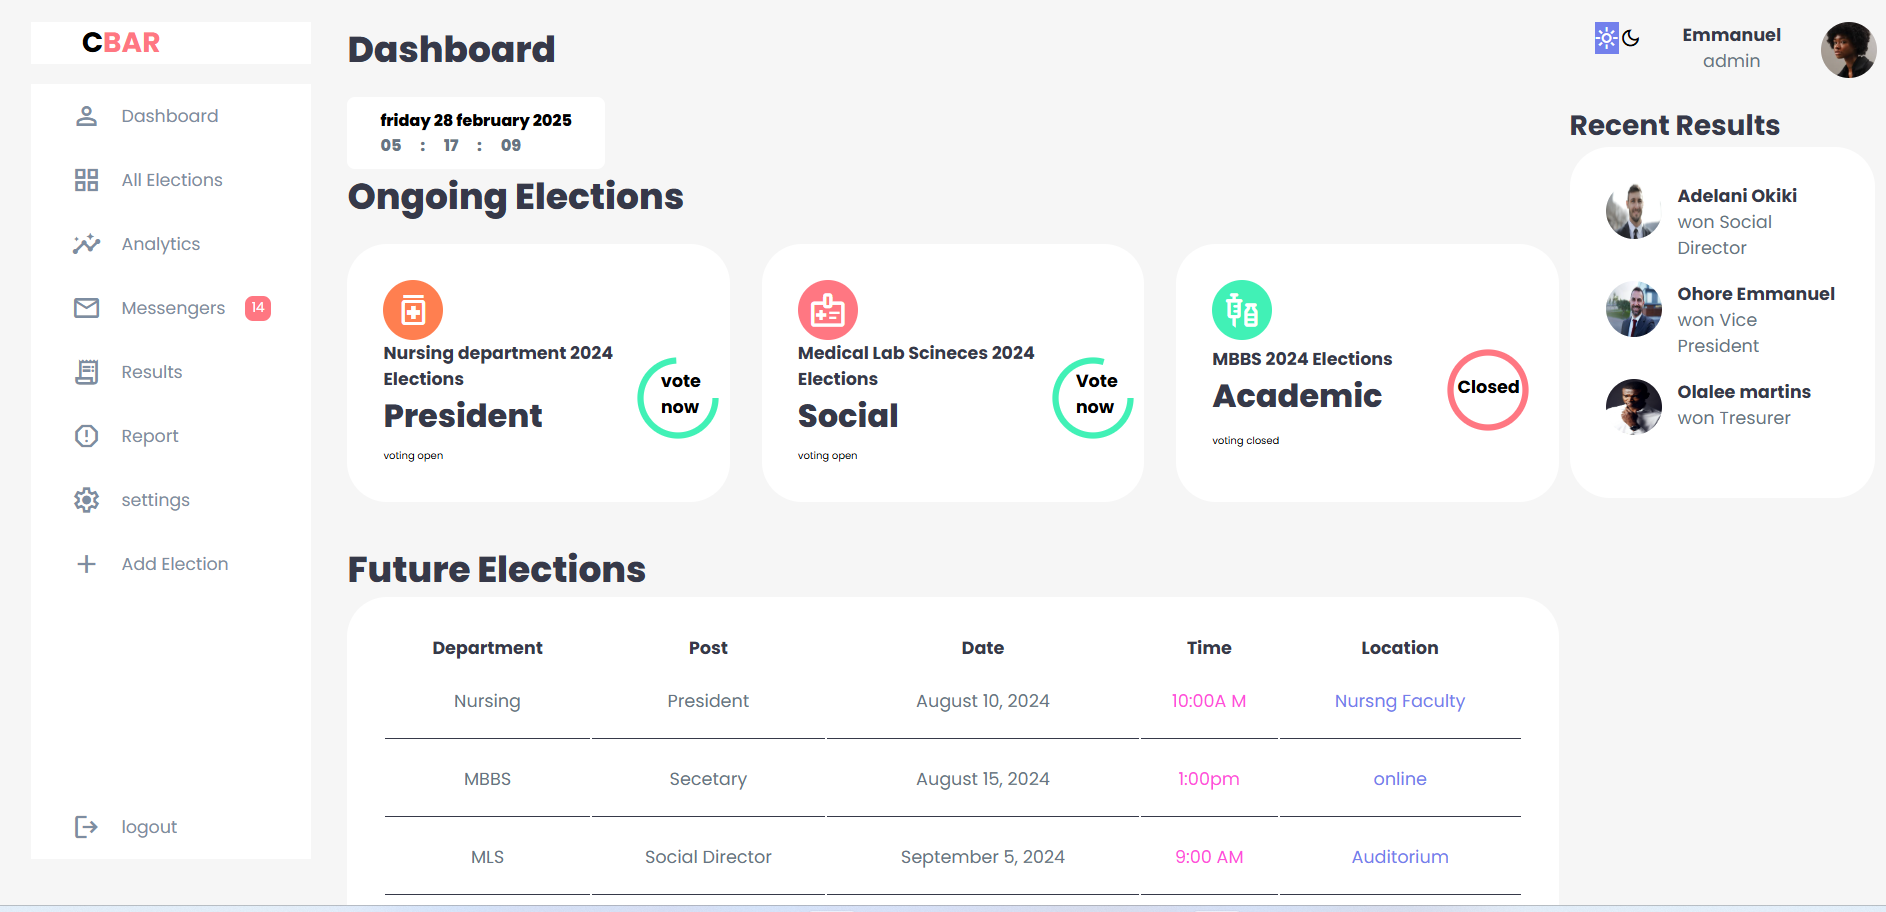 CBAR
Dashboard
All Elections
Analytics
Messengers 14
Results
Report
settings
Add Election
logout
Dashboard
friday 28 february 2025
05 : 17 : 09
Ongoing Elections
Nursing department 2024
Elections
President
voting open
vote
now
Medical Lab Scineces 2024
Elections
Social
voting open
Vote
now
MBBS 2024 Elections
Academic
voting closed
Closed
Future Elections
Department Post Date Time Location
Nursing President August 10, 2024 10:00A M Nursng Faculty
MBBS Secetary August 15, 2024 1:00pm online
MLS Social Director September 5, 2024 9:00 AM Auditorium
Emmanuel
admin
Recent Results
Adelani Okiki
won Social
Director
Ohore Emmanuel
won Vice
President
Olalee martins
won Tresurer